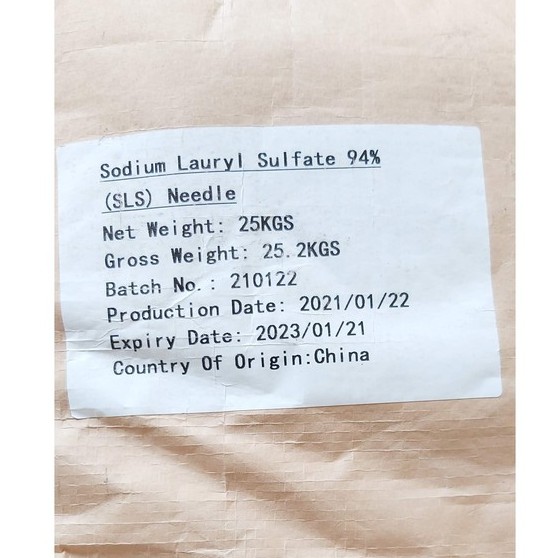 Sodium Lauryl Sulfate 94%
(SLS) Needle
Net Weight: 25KGS
Gross Weight: 25.2KGS
Batch No.: 210122
Production Date: 2021/01/22
Expiry Date: 2023/01/21
Country Of Origin:China